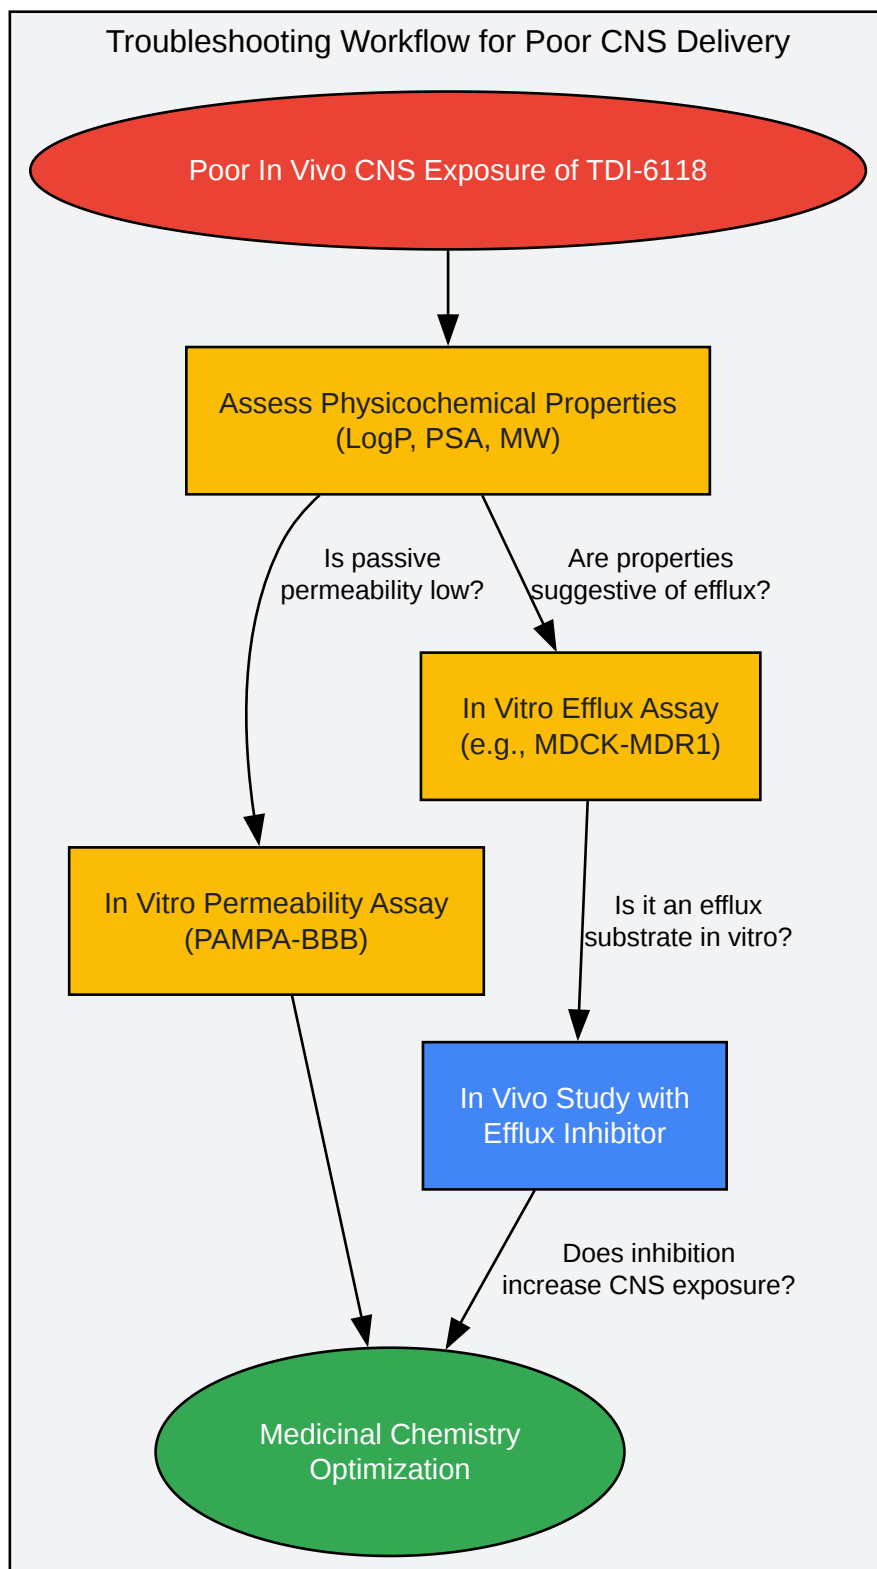 Troubleshooting Workflow for Poor CNS Delivery
Poor In Vivo CNS Exposure of TDI-6118
Assess Physicochemical Properties
(LogP, PSA, MW)
Is passive
permeability low?
Are properties
suggestive of efflux?
In Vitro Efflux Assay
(e.g., MDCK-MDR1)
In Vitro Permeability Assay
(PAMPA-BBB)
Is it an efflux
substrate in vitro?
In Vivo Study with
Efflux Inhibitor
Does inhibition
increase CNS exposure?
Medicinal Chemistry
Optimization